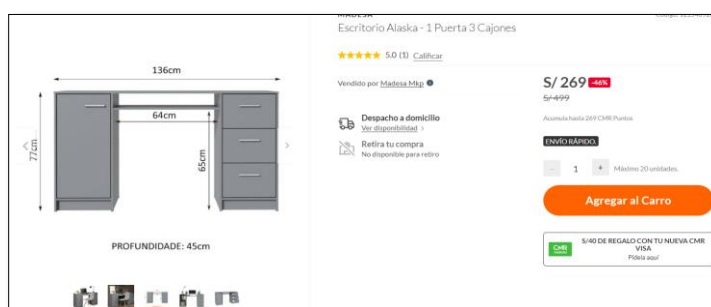 MADESA
Escritorio Alaska - 1 Puerta 3 Cajones
5.0 (1) Calificar
Vendido por Madesa Mkp
S/ 269 -46%
S/ 499
Acumula hasta 269 CMR Puntos
Despacho a domicilio
Ver disponibilidad >
Retira tu compra
No disponible para retiro
ENVÍO RÁPIDO.
- 1 + Máximo 20 unidades.
Agregar al Carro
CMR
S/40 DE REGALO CON TU NUEVA CMR
VISA
Pídela aquí
136cm
64cm
77cm
65cm
PROFUNDIDADE: 45cm